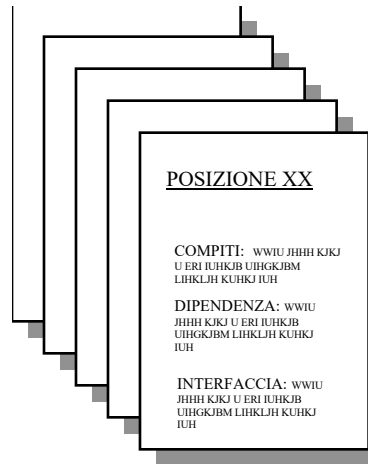 POSIZIONE XX
COMPITI: WWIU JHHH KJKJ
U ERI IUHKJB UIHGKJBM
LIHKLJH KUHKJ IUH
DIPENDENZA: WWIU
JHHH KJKJ U ERI IUHKJB
UIHGKJBM LIHKLJH KUHKJ
IUH
INTERFACCIA: WWIU
JHHH KJKJ U ERI IUHKJB
UIHGKJBM LIHKLJH KUHKJ
IUH